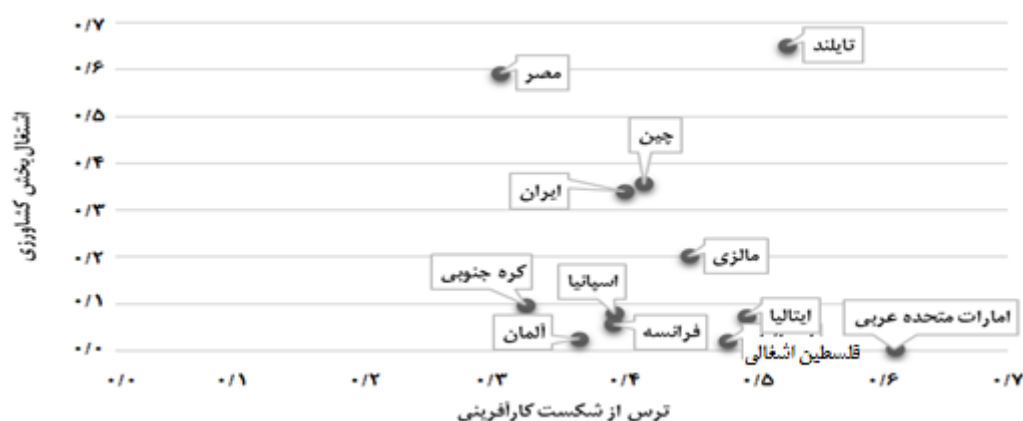 ۰/۷
تایلند
۰/۶
مصر
۰/۵
چین
۰/۴
ایران
۰/۳
مالزی
۰/۲
کره جنوبی
اسپانیا
۰/۱
امارات متحده عربی
ایتالیا
فرانسه
آلمان
فلسطین اشغالی
۰/۰
اشتغال بخش کشاورزی
۰/۰ ۰/۱ ۰/۲ ۰/۳ ۰/۴ ۰/۵ ۰/۶ ۰/۷
ترس از شکست کارآفرینی